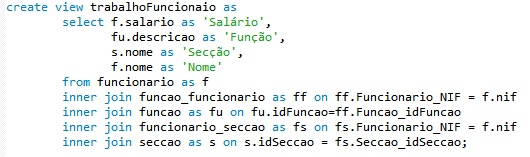 create view trabalhoFuncionaio as
select f.salario as 'Salário',
fu.descricao as 'Função',
s.nome as 'Secção',
f.nome as 'Nome'
from funcionario as f
inner join funcao_funcionario as ff on ff.Funcionario_NIF = f.nif
inner join funcao as fu on fu.idFuncao=ff.Funcao_idFuncao
inner join funcionario_seccao as fs on fs.Funcionario_NIF = f.nif
inner join seccao as s on s.idSeccao = fs.Seccao_idSeccao;